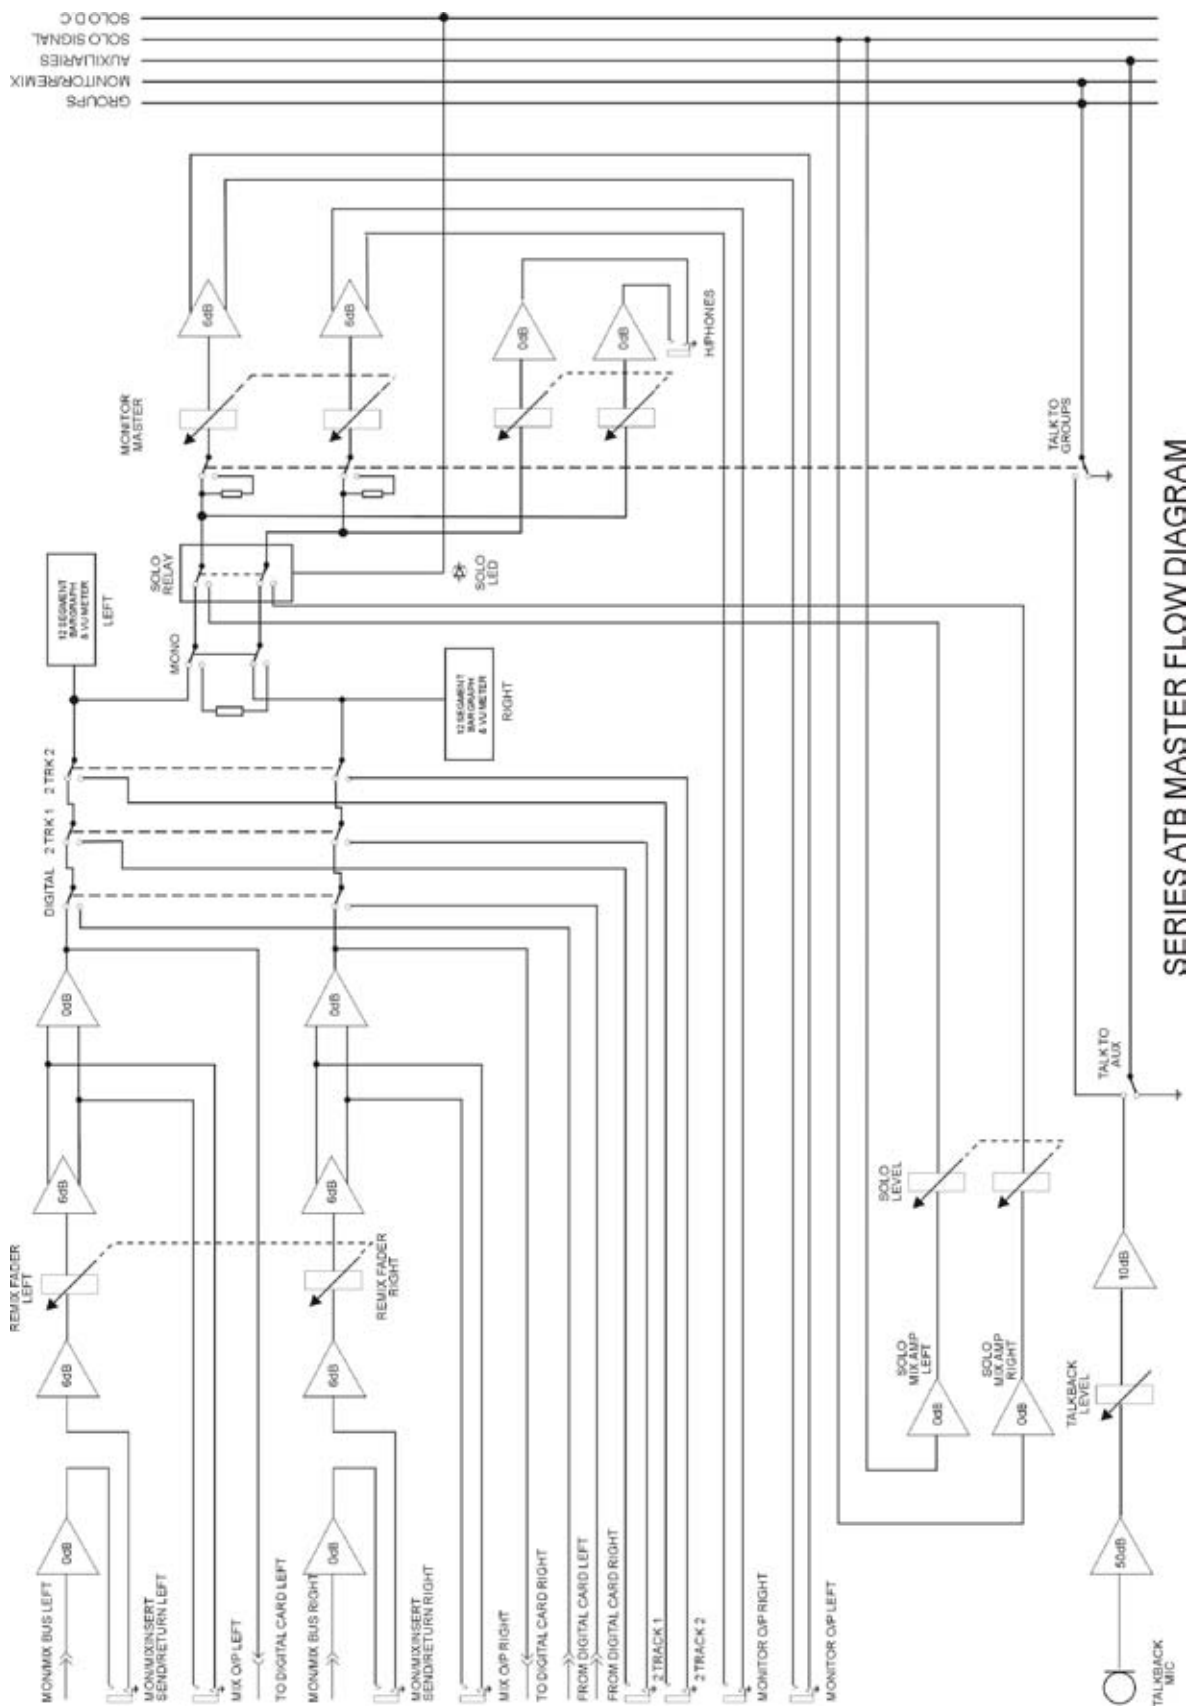 SOLO D C
SOLO SIGNAL
AUXILIARIES
MONITOR/REMIX
GROUPS
6dB
6dB
0dB
0dB
H/PHONES
MONITOR
MASTER
TALK TO
GROUPS
SOLO
RELAY
SOLO
LED
12 SEGMENT
BARGRAPH
& VU METER
LEFT
MONO
12 SEGMENT
BARGRAPH
& VU METER
RIGHT
2 TRK 2
2 TRK 1
DIGITAL
0dB
0dB
TALK TO
AUX
6dB
6dB
SOLO
LEVEL
REMIX FADER
LEFT
REMIX FADER
RIGHT
10dB
6dB
6dB
SOLO
MIX AMP
LEFT
SOLO
MIX AMP
RIGHT
0dB
0dB
TALKBACK
LEVEL
0dB
0dB
50dB
MON/MIX BUS LEFT
MON/MIXINSERT
SEND/RETURN LEFT
MIX O/P LEFT
TO DIGITAL CARD LEFT
MON/MIX BUS RIGHT
MON/MIXINSERT
SEND/RETURN RIGHT
MIX O/P RIGHT
TO DIGITAL CARD RIGHT
FROM DIGITAL CARD LEFT
FROM DIGITAL CARD RIGHT
2 TRACK 1
2 TRACK 2
MONITOR O/P RIGHT
MONITOR O/P LEFT
TALKBACK
MIC
SERIES ATB MASTER FLOW DIAGRAM